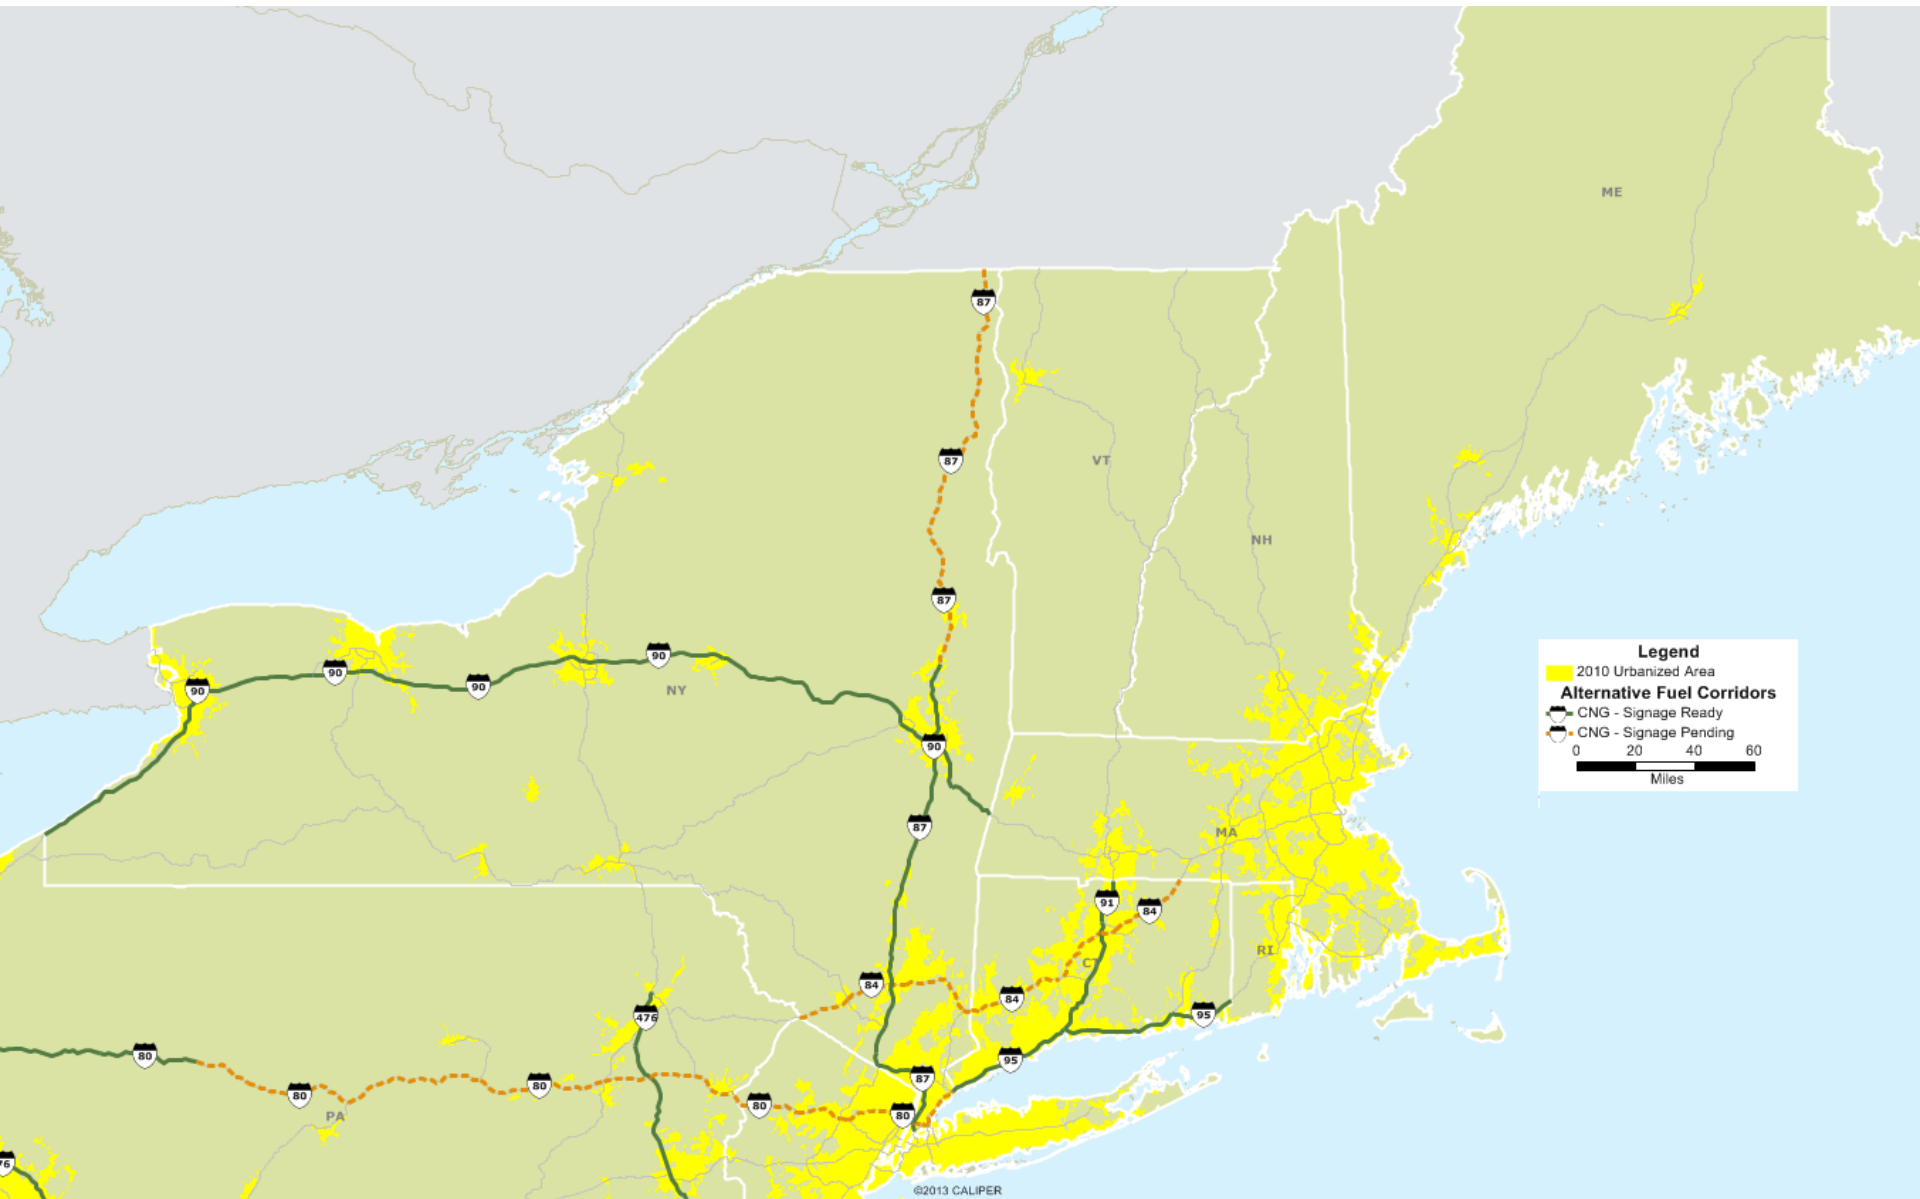 ME
87
VT
87
NH
87
Legend
2010 Urbanized Area
Alternative Fuel Corridors
CNG - Signage Ready
CNG - Signage Pending
0 20 40 60
Miles
90
90
90
90
NY
90
87
MA
91
84
RI
CT
84
84
95
476
95
80
87
80
80
80
80
PA
76
©2013 CALIPER